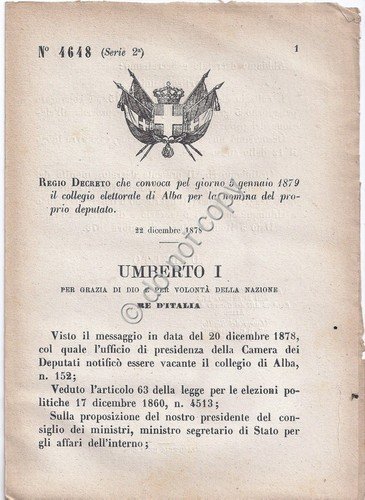 N° 4648 (Serie 2ª)
1
REGIO DECRETO che convoca pel giorno 5 gennaio 1879
il collegio elettorale di Alba per la nomina del pro-
prio deputato.
22 dicembre 1878
UMBERTO I
PER GRAZIA DI DIO E PER VOLONTÀ DELLA NAZIONE
RE D'ITALIA
Visto il messaggio in data del 20 dicembre 1878,
col quale l'ufficio di presidenza della Camera dei
Deputati notificò essere vacante il collegio di Alba,
n. 152;
Veduto l'articolo 63 della legge per le elezioni po-
litiche 17 dicembre 1860, n. 4513;
Sulla proposizione del nostro presidente del con-
siglio dei ministri, ministro segretario di Stato per
gli affari dell'interno;
do not copy